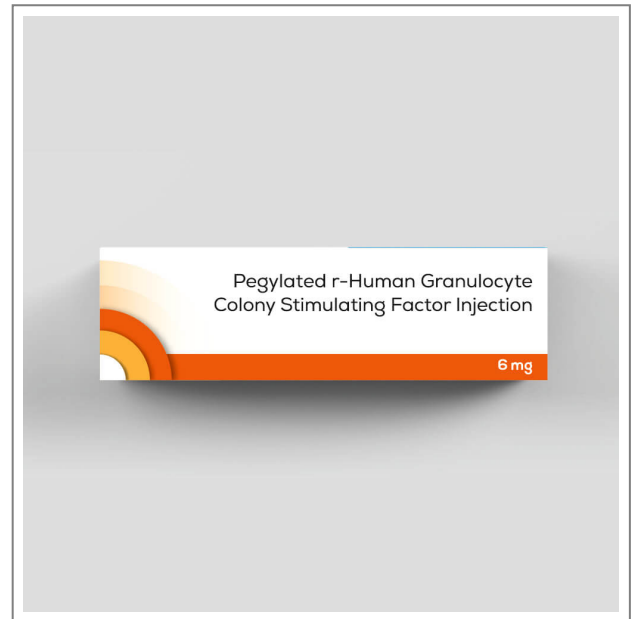 Pegylated r-Human Granulocyte
Colony Stimulating Factor Injection
6 mg